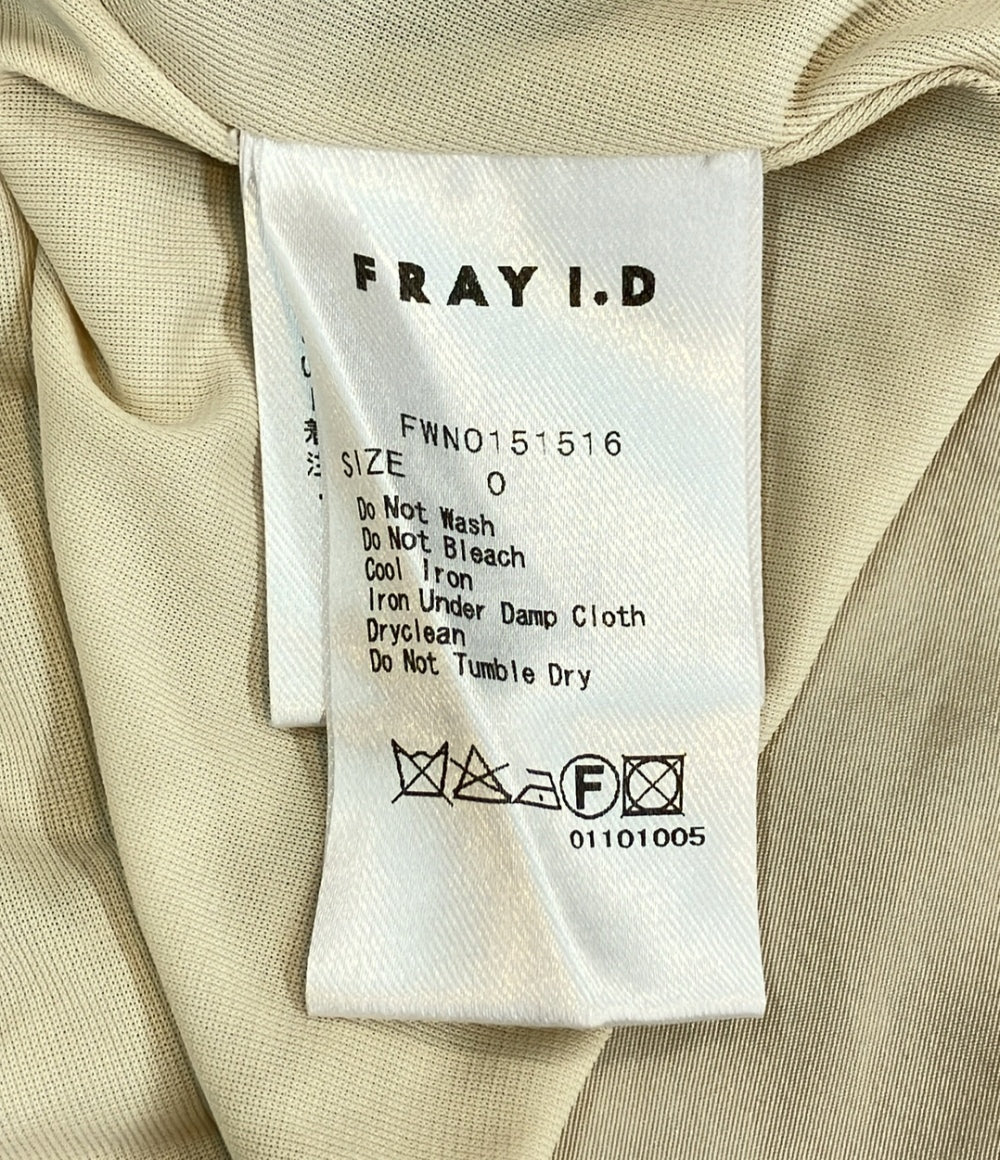 FRAY I.D
FWNO151516
SIZE 0
Do Not Wash
Do Not Bleach
Cool Iron
Iron Under Damp Cloth
Dryclean
Do Not Tumble Dry
F
01101005